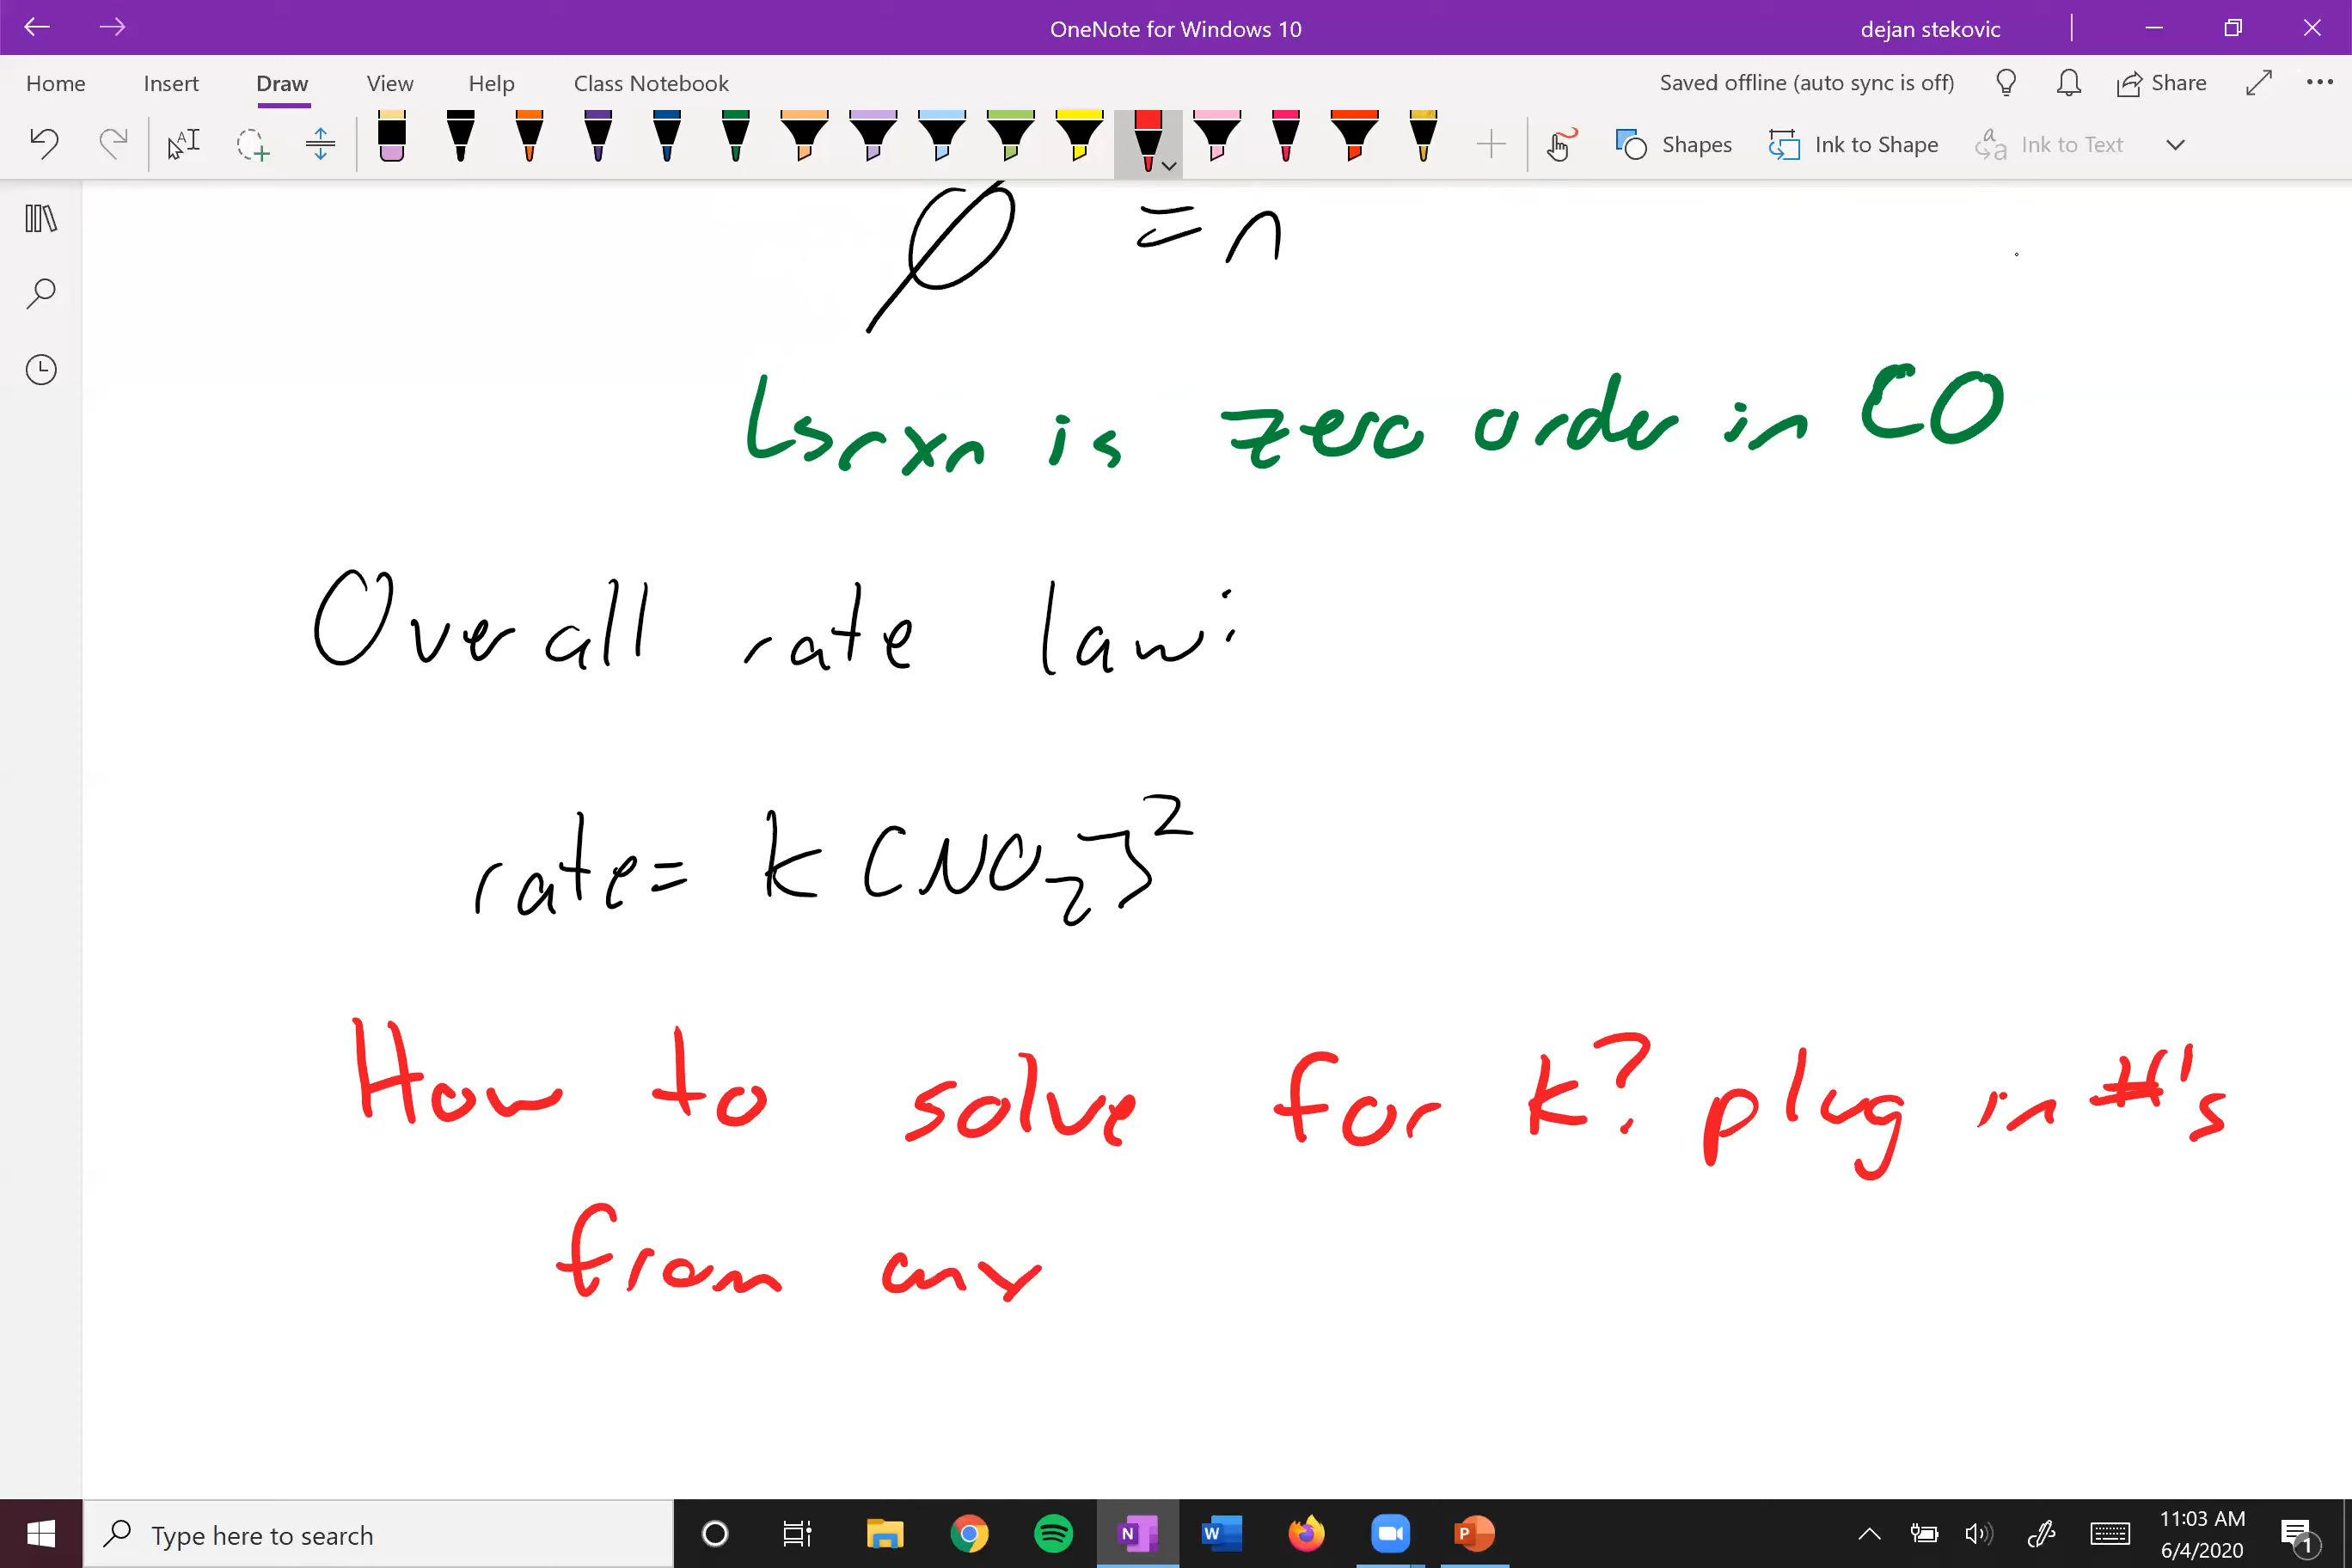 OneNote for Windows 10
dejan stekovic
Home Insert Draw View Help Class Notebook
Saved offline (auto sync is off) Share
Shapes Ink to Shape Ink to Text
∅ = n
↳ rxn is zero order in CO
Overall rate law:
rate = k [NO₂]²
How to solve for k? plug in #'s
from any
Type here to search
11:03 AM
6/4/2020
1